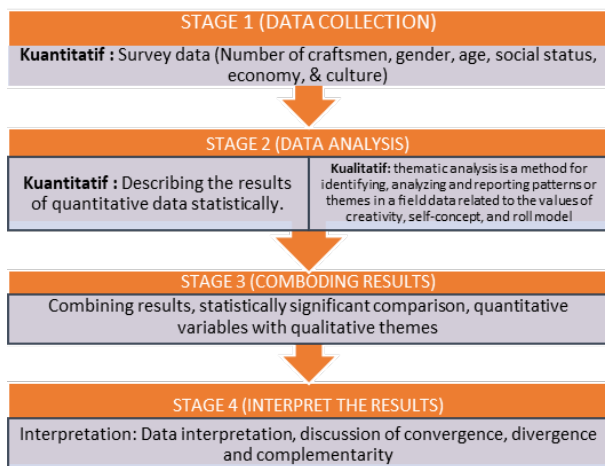 STAGE 1 (DATA COLLECTION)
Kuantitatif : Survey data (Number of craftsmen, gender, age, social status,
economy, & culture)
STAGE 2 (DATA ANALYSIS)
Kuantitatif : Describing the results
of quantitative data statistically.
Kualitatif: thematic analysis is a method for
identifying, analyzing and reporting patterns or
themes in a field data related to the values of
creativity, self-concept, and roll model
STAGE 3 (COMBODING RESULTS)
Combining results, statistically significant comparison, quantitative
variables with qualitative themes
STAGE 4 (INTERPRET THE RESULTS)
Interpretation: Data interpretation, discussion of convergence, divergence
and complementarity